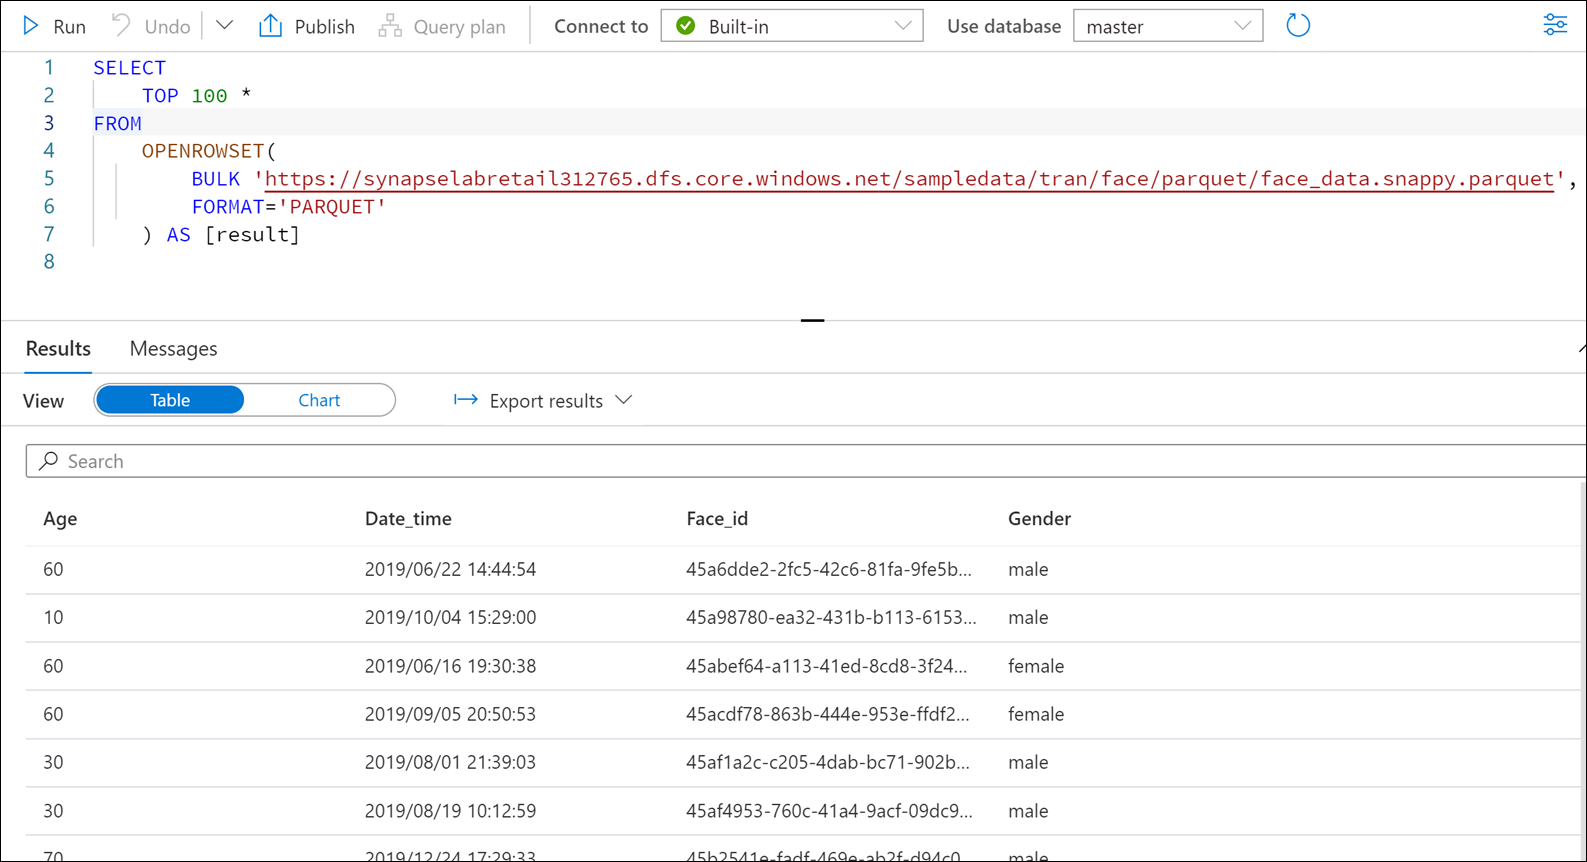 Run Undo Publish Query plan Connect to Built-in Use database master
1 SELECT
2 TOP 100 *
3 FROM
4 OPENROWSET(
5 BULK 'https://synapselabretail312765.dfs.core.windows.net/sampledata/tran/face/parquet/face_data.snappy.parquet',
6 FORMAT='PARQUET'
7 ) AS [result]
8
Results Messages
View Table Chart Export results
Search
Age Date_time Face_id Gender
60 2019/06/22 14:44:54 45a6dde2-2fc5-42c6-81fa-9fe5b... male
10 2019/10/04 15:29:00 45a98780-ea32-431b-b113-6153... male
60 2019/06/16 19:30:38 45abef64-a113-41ed-8cd8-3f24... female
60 2019/09/05 20:50:53 45acdf78-863b-444e-953e-ffdf2... female
30 2019/08/01 21:39:03 45af1a2c-c205-4dab-bc71-902b... male
30 2019/08/19 10:12:59 45af4953-760c-41a4-9acf-09dc9... male
70 2019/12/24 17:29:33 45b2541e-fadf-469e-ab2f-d94c0 male